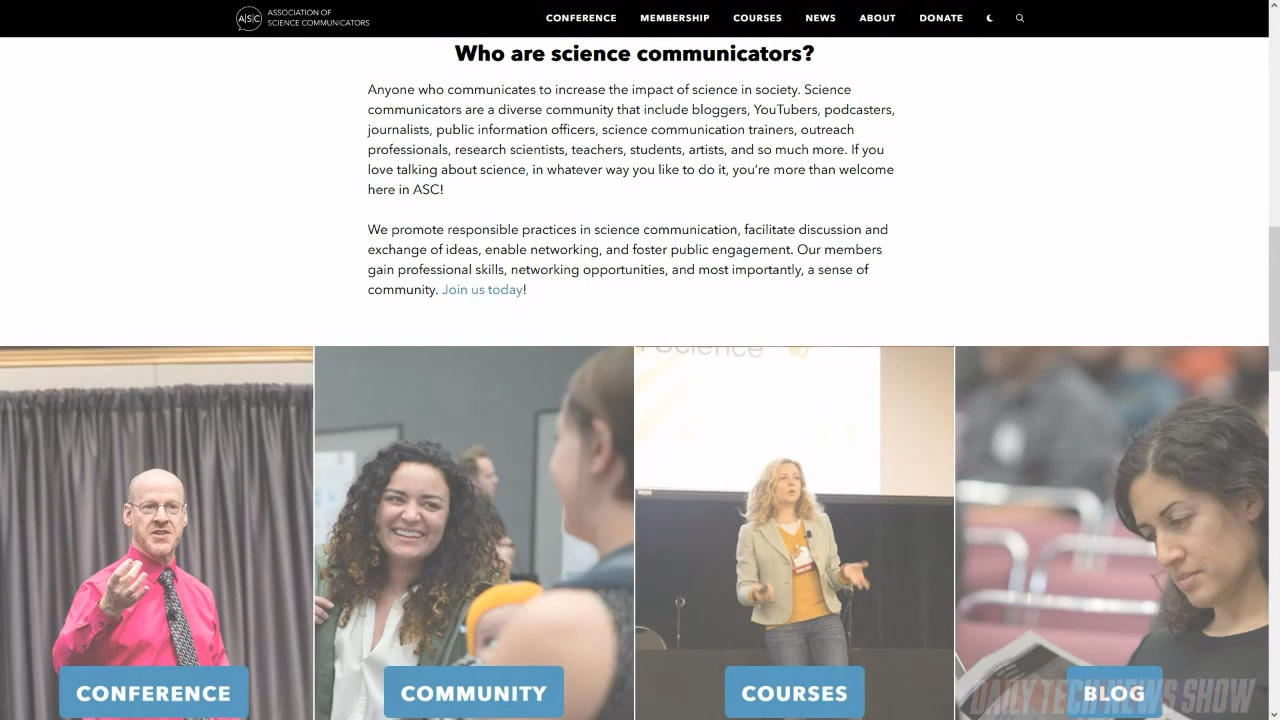 A|S|C
ASSOCIATION OF
SCIENCE COMMUNICATORS
CONFERENCE MEMBERSHIP COURSES NEWS ABOUT DONATE
Who are science communicators?
Anyone who communicates to increase the impact of science in society. Science
communicators are a diverse community that include bloggers, YouTubers, podcasters,
journalists, public information officers, science communication trainers, outreach
professionals, research scientists, teachers, students, artists, and so much more. If you
love talking about science, in whatever way you like to do it, you’re more than welcome
here in ASC!
We promote responsible practices in science communication, facilitate discussion and
exchange of ideas, enable networking, and foster public engagement. Our members
gain professional skills, networking opportunities, and most importantly, a sense of
community. Join us today!
Science
CONFERENCE
COMMUNITY
COURSES
BLOG
DAILY TECH NEWS SHOW